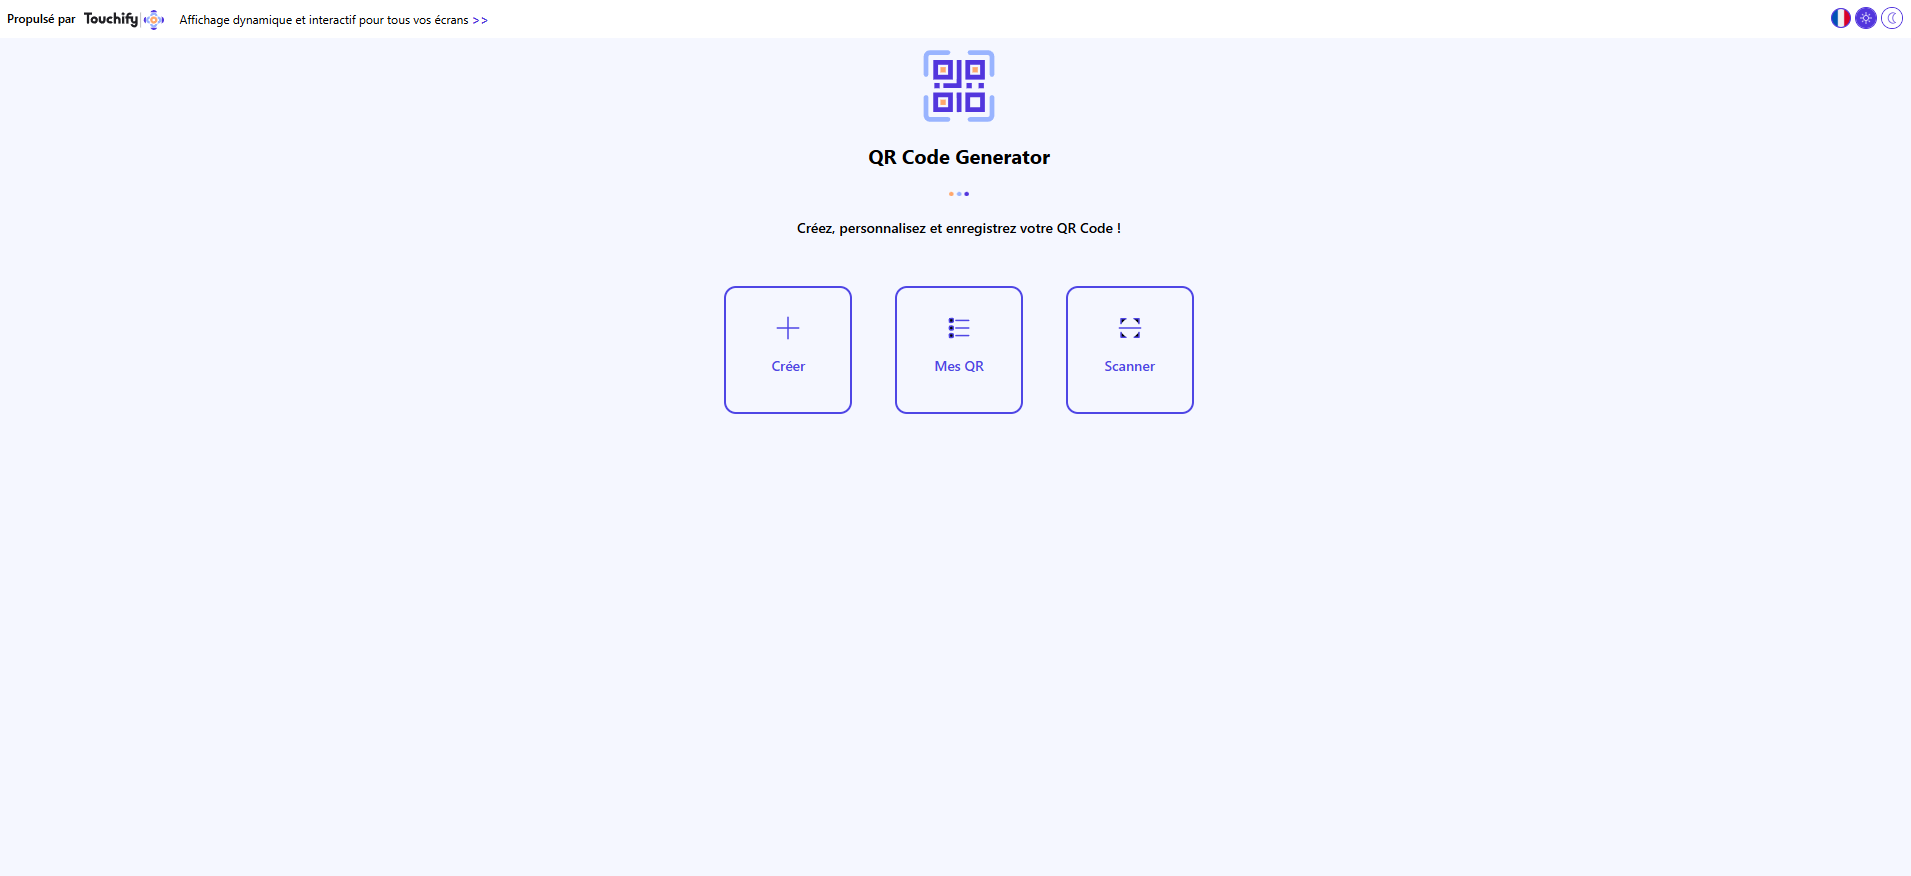 Propulsé par Touchify Affichage dynamique et interactif pour tous vos écrans >>
QR Code Generator
Créez, personnalisez et enregistrez votre QR Code !
Créer
Mes QR
Scanner